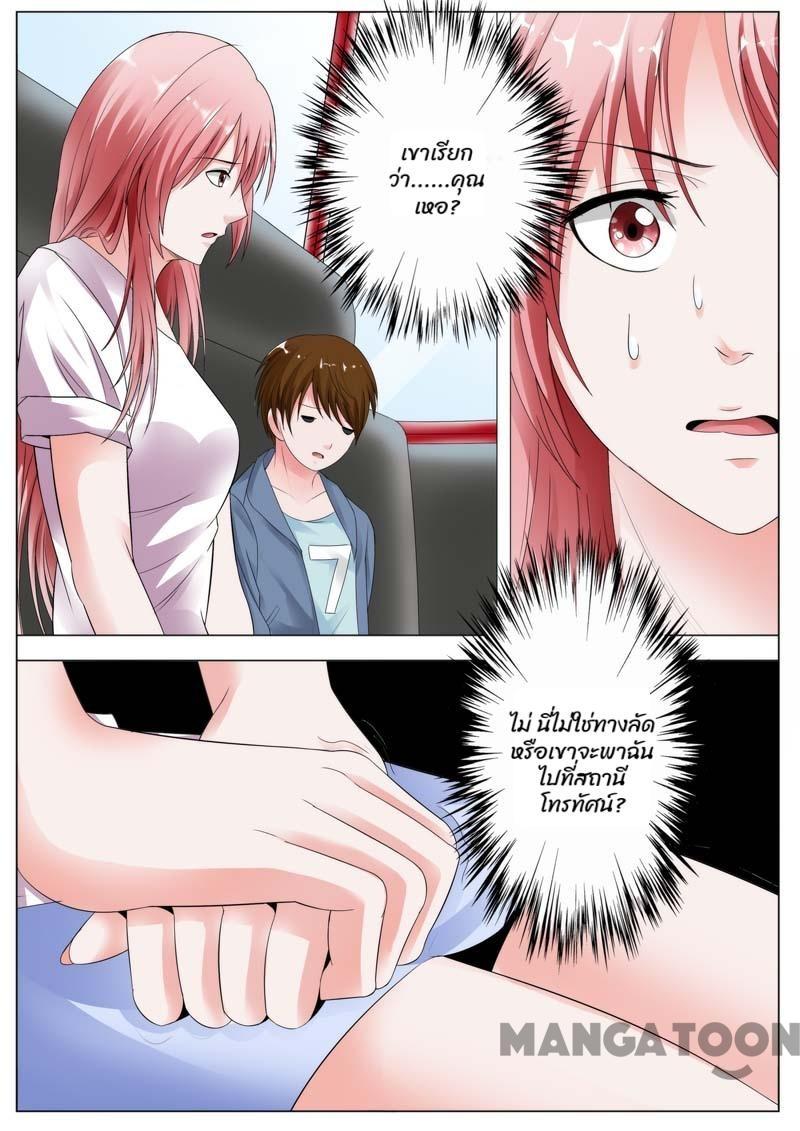 เขาเรียก
ว่า......คุณ
เหอ?
7
ไม่ นี่ไม่ใช่ทางลัด
หรือเขาจะพาฉัน
ไปที่สถานี
โทรทัศน์?
MANGATOON